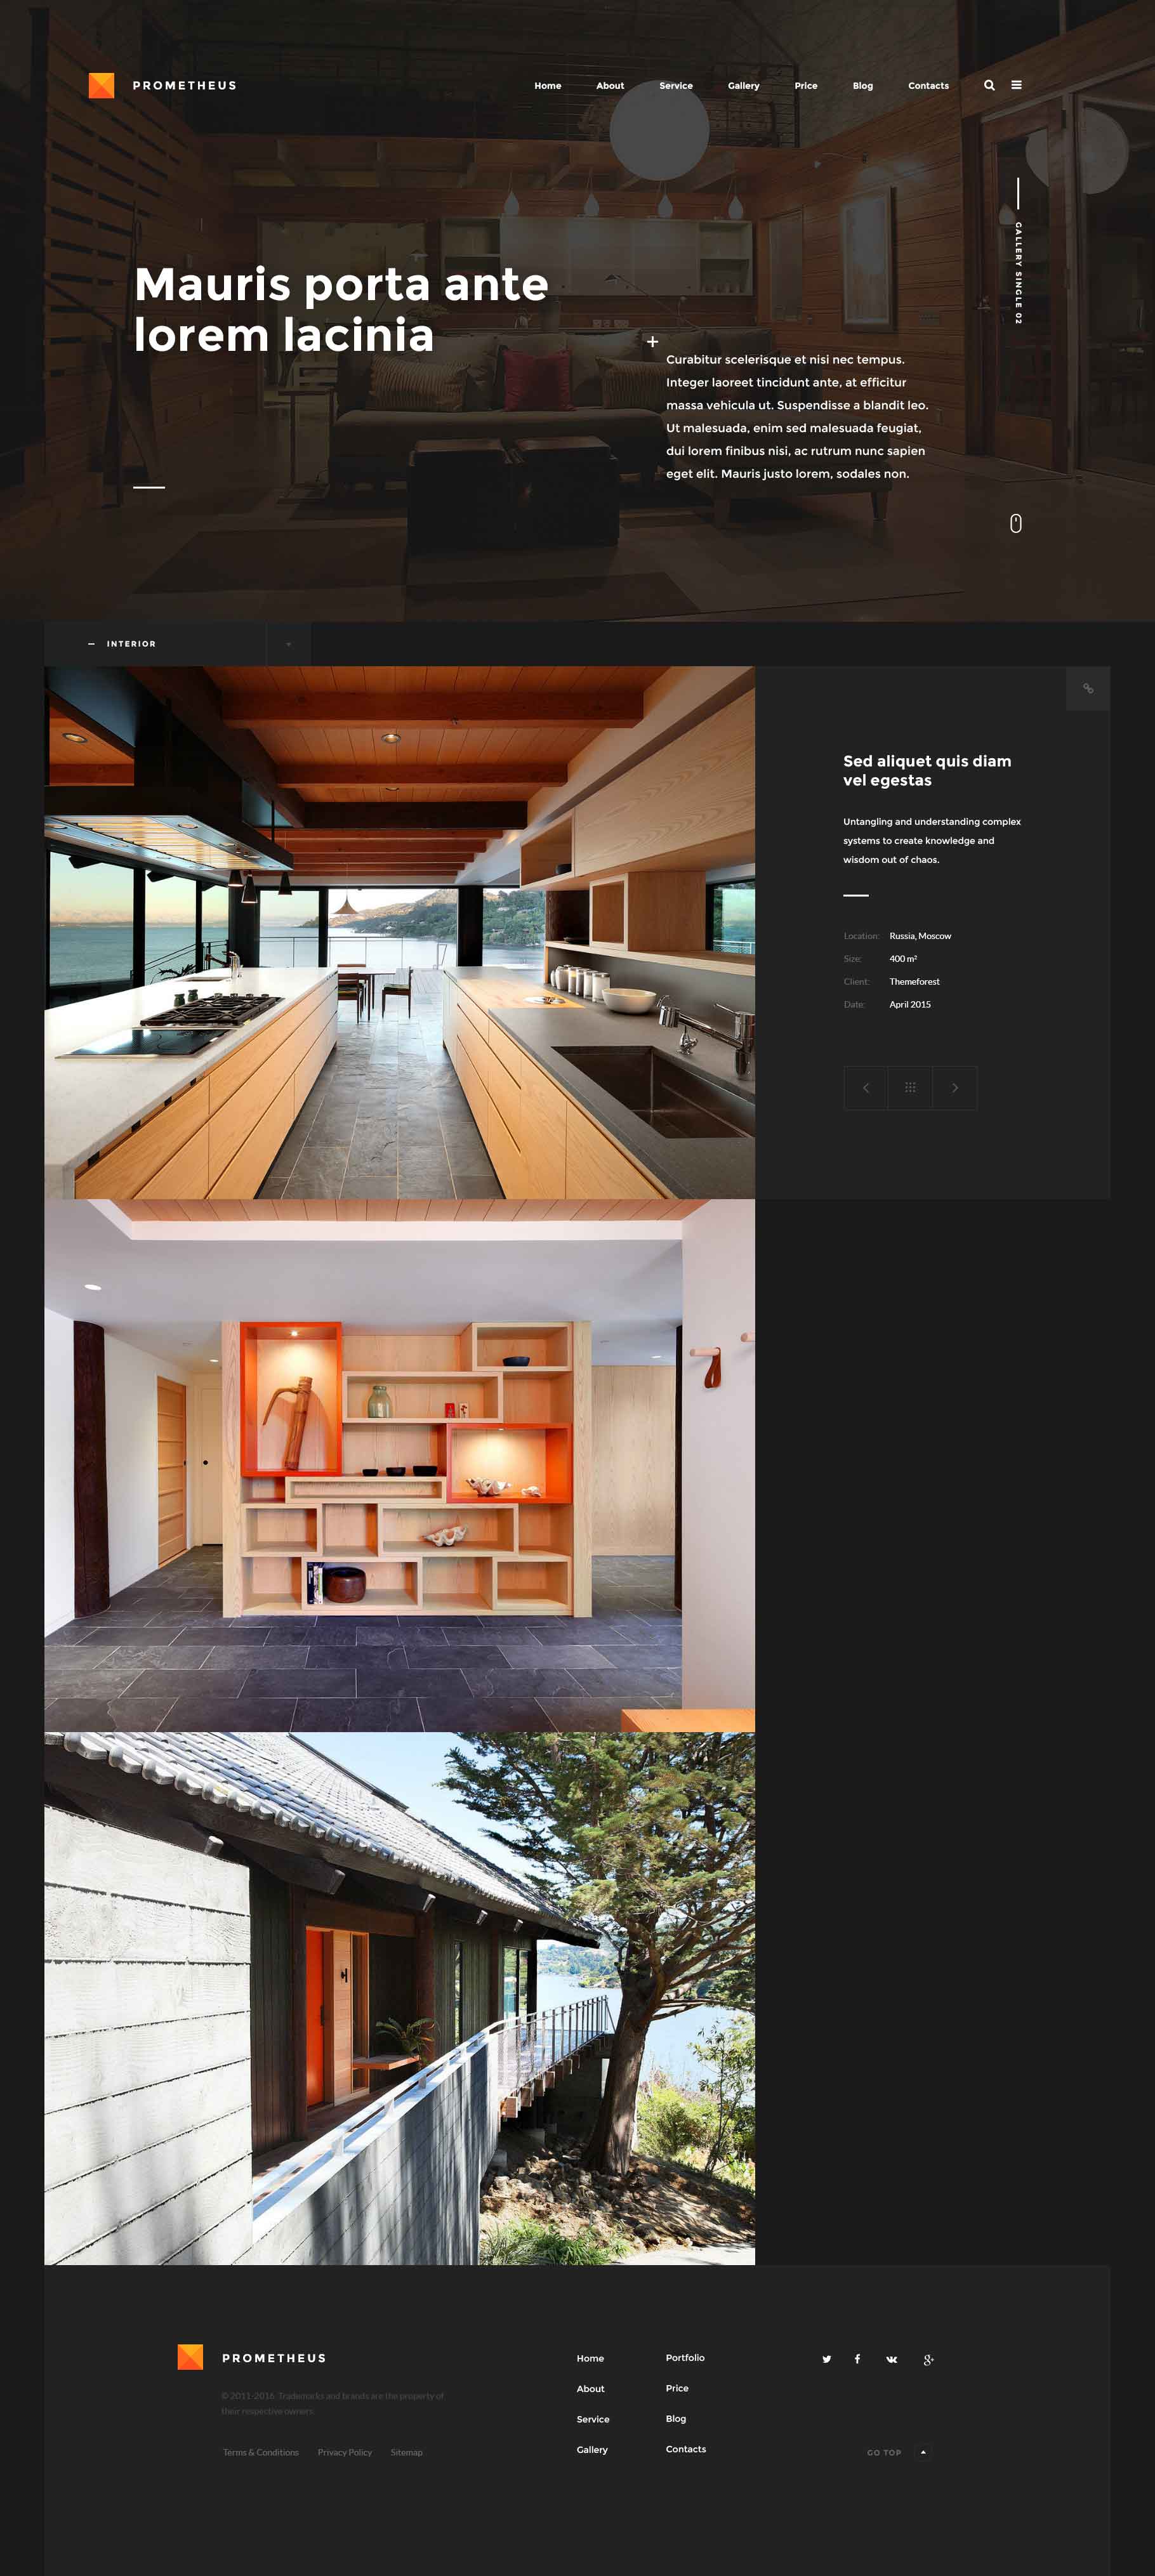 PROMETHEUS
Home
About
Service
Gallery
Price
Blog
Contacts
GALLERY SINGLE 02
Mauris porta ante
lorem lacinia
Curabitur scelerisque et nisi nec tempus.
Integer laoreet tincidunt ante, at efficitur
massa vehicula ut. Suspendisse a blandit leo.
Ut malesuada, enim sed malesuada feugiat,
dui lorem finibus nisi, ac rutrum nunc sapien
eget elit. Mauris justo lorem, sodales non.
INTERIOR
Sed aliquet quis diam
vel egestas
Untangling and understanding complex
systems to create knowledge and
wisdom out of chaos.
Location: Russia, Moscow
Size: 400 m²
Client: Themeforest
Date: April 2015
PROMETHEUS
© 2011-2016. Trademarks and brands are the property of
their respective owners.
Terms & Conditions
Privacy Policy
Sitemap
Home
About
Service
Gallery
Portfolio
Price
Blog
Contacts
GO TOP